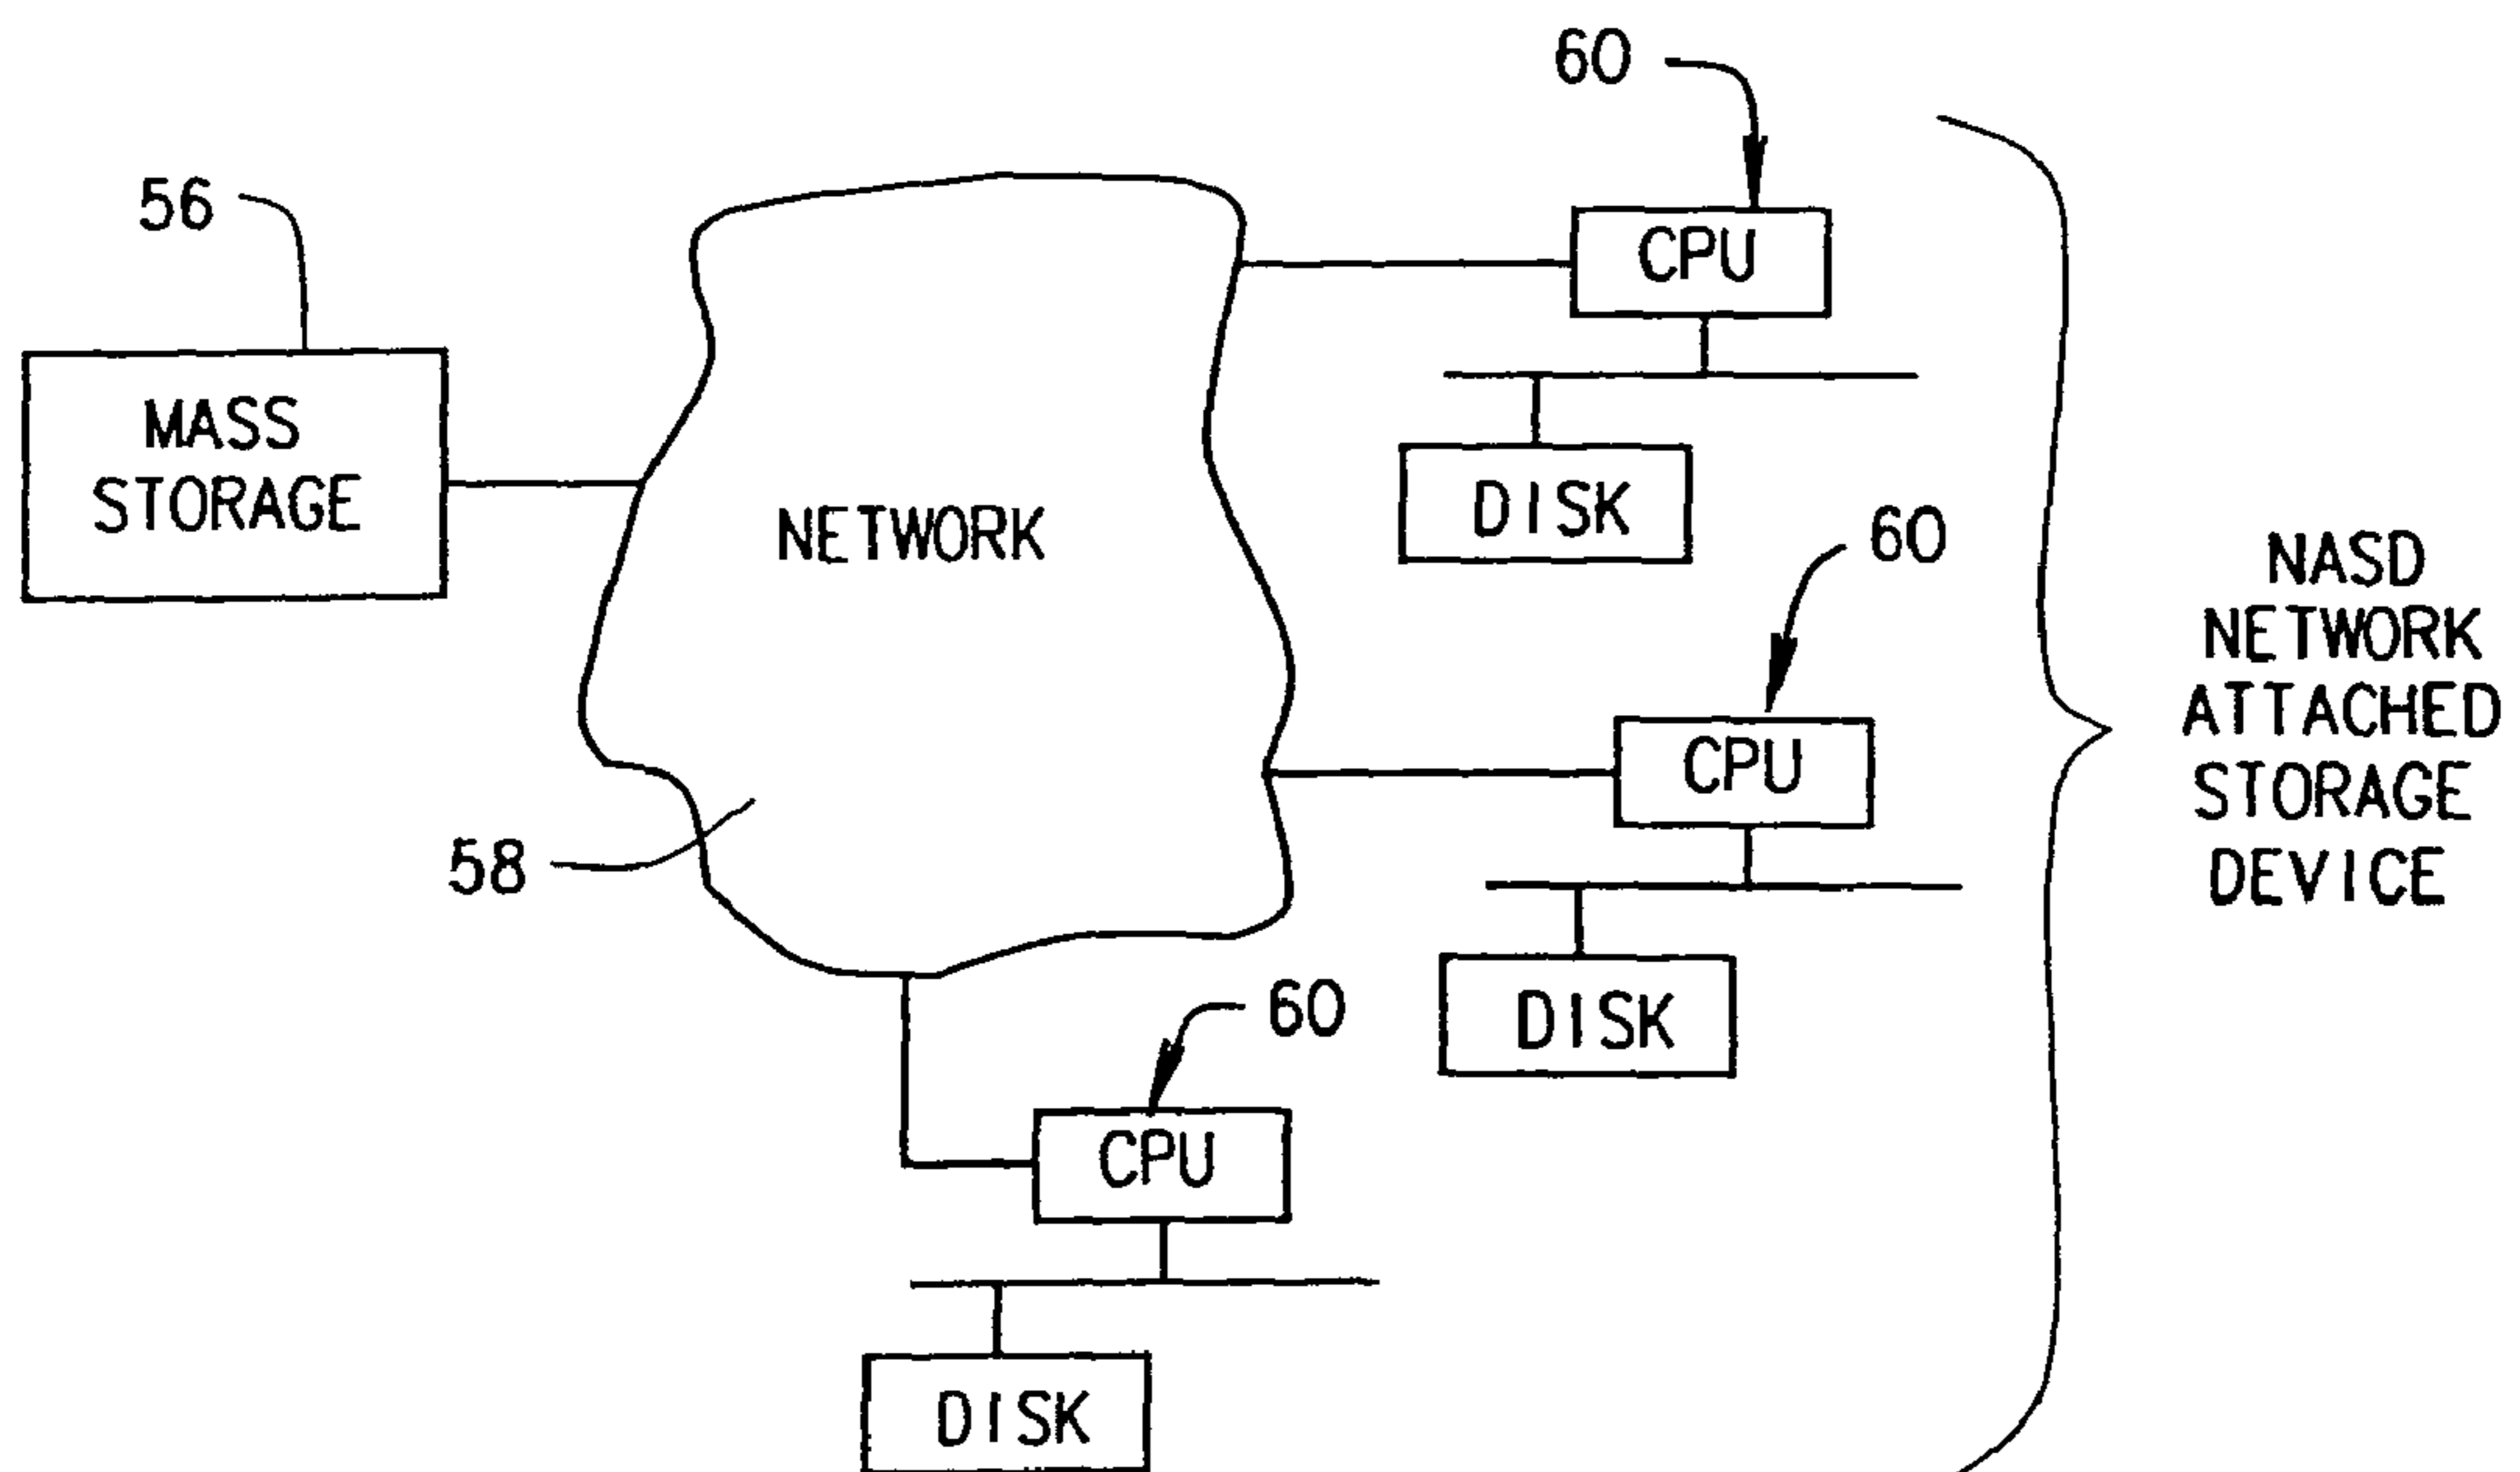 60
56
CPU
MASS
STORAGE
DISK
NETWORK
60
NASD
NETWORK
ATTACHED
STORAGE
DEVICE
CPU
58
DISK
60
CPU
DISK